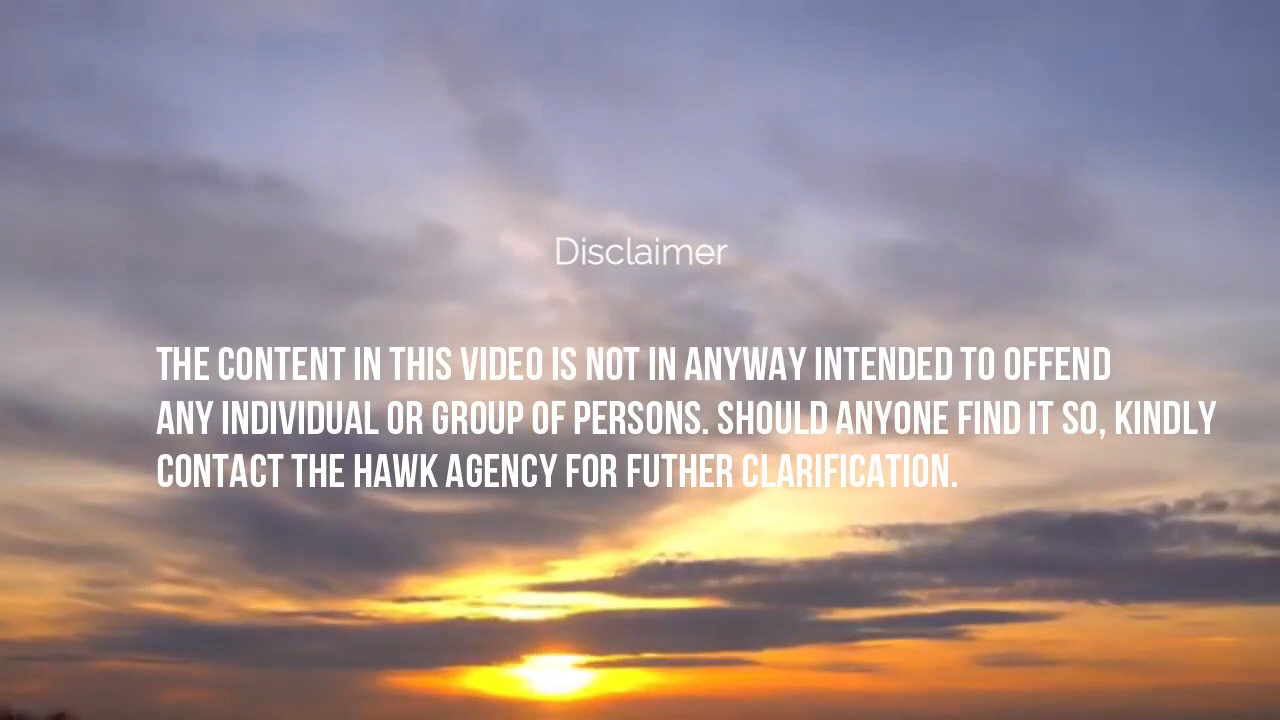 Disclaimer
THE CONTENT IN THIS VIDEO IS NOT IN ANYWAY INTENDED TO OFFEND
ANY INDIVIDUAL OR GROUP OF PERSONS. SHOULD ANYONE FIND IT SO, KINDLY
CONTACT THE HAWK AGENCY FOR FUTHER CLARIFICATION.